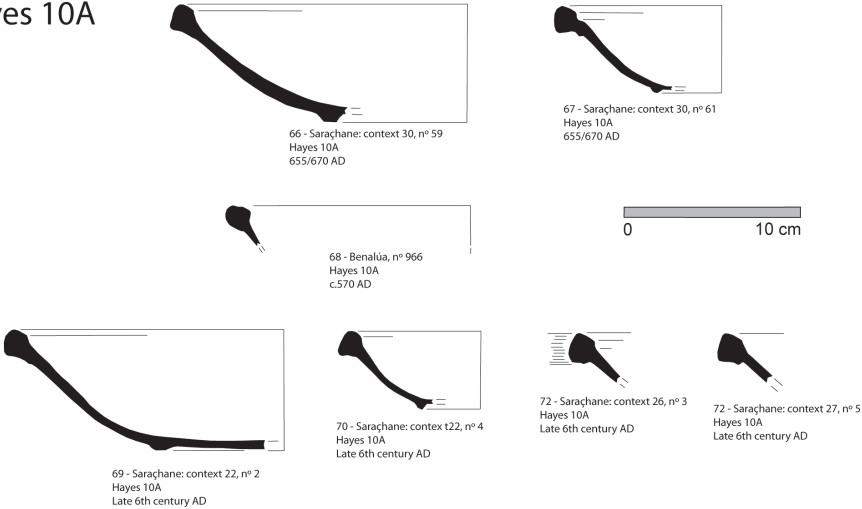 es 10A
66 - Saraçhane: context 30, nº 59
Hayes 10A
655/670 AD
67 - Saraçhane: context 30, nº 61
Hayes 10A
655/670 AD
68 - Benalúa, nº 966
Hayes 10A
c.570 AD
0 10 cm
69 - Saraçhane: context 22, nº 2
Hayes 10A
Late 6th century AD
70 - Saraçhane: contex t22, nº 4
Hayes 10A
Late 6th century AD
72 - Saraçhane: context 26, nº 3
Hayes 10A
Late 6th century AD
72 - Saraçhane: context 27, nº 5
Hayes 10A
Late 6th century AD